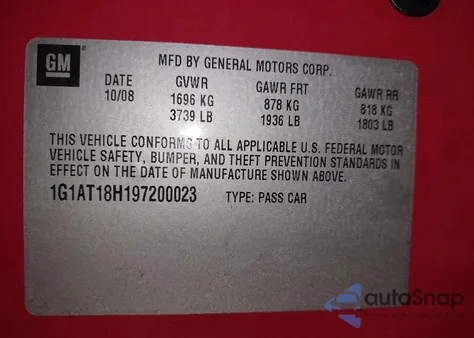 GM
MFD BY GENERAL MOTORS CORP.
DATE GVWR GAWR FRT GAWR RR
10/08 1696 KG 878 KG 818 KG
3739 LB 1936 LB 1803 LB
THIS VEHICLE CONFORMS TO ALL APPLICABLE U.S. FEDERAL MOTOR
VEHICLE SAFETY, BUMPER, AND THEFT PREVENTION STANDARDS IN
EFFECT ON THE DATE OF MANUFACTURE SHOWN ABOVE.
1G1AT18H197200023 TYPE: PASS CAR
autoSnap